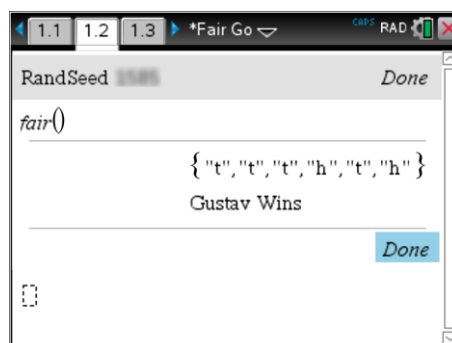 1.1 1.2 1.3 *Fair Go CAPS RAD
RandSeed Done
fair()
{"t","t","t","h","t","h"}
Gustav Wins
Done